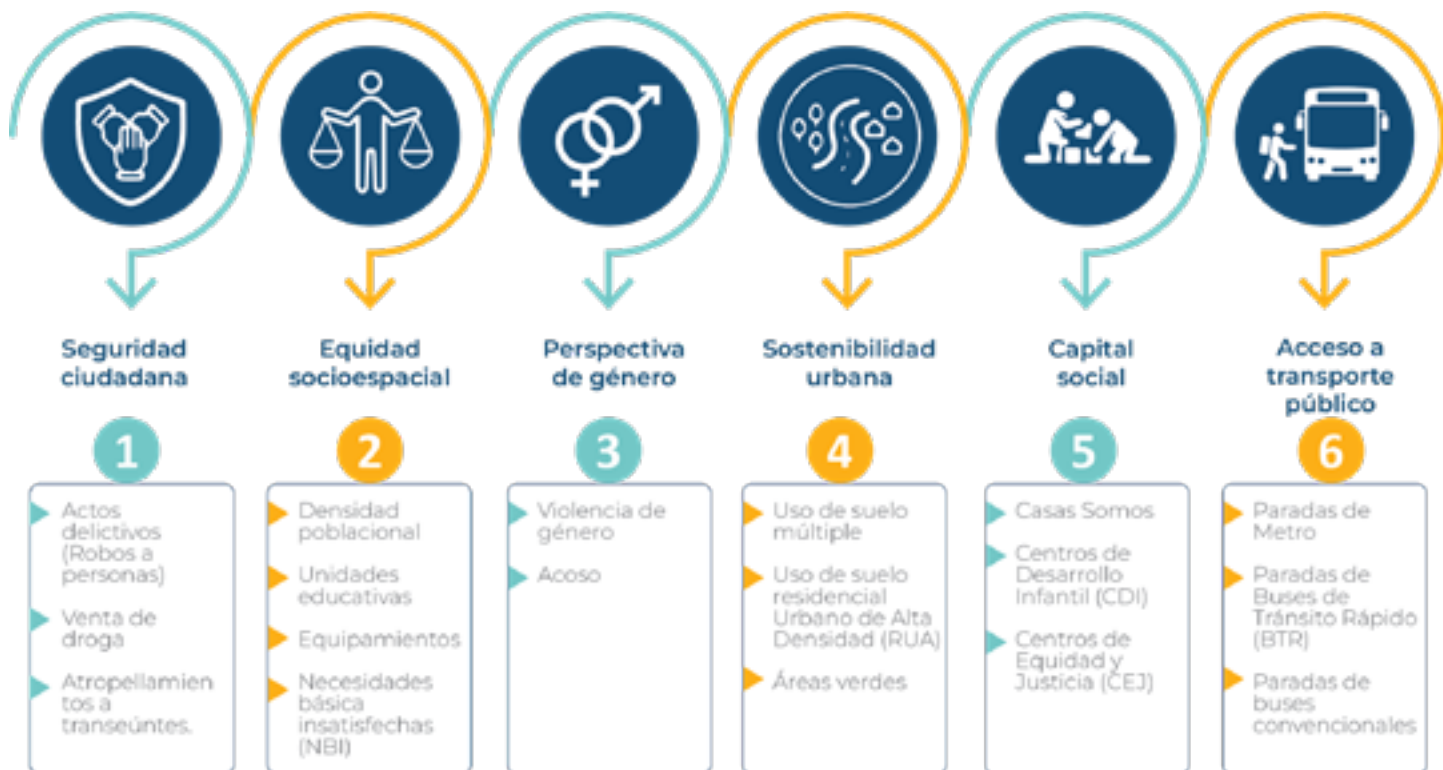 Seguridad
ciudadana
1
Actos
delictivos
(Robos a
personas)
Venta de
droga
Atropellamien
tos a
transeúntes.
Equidad
socioespacial
2
Densidad
poblacional
Unidades
educativas
Equipamientos
Necesidades
básica
insatisfechas
(NBI)
Perspectiva
de género
3
Violencia de
género
Acoso
Sostenibilidad
urbana
4
Uso de suelo
múltiple
Uso de suelo
residencial
Urbano de Alta
Densidad (RUA)
Áreas verdes
Capital
social
5
Casas Somos
Centros de
Desarrollo
Infantil (CDI)
Centros de
Equidad y
Justicia (CEJ)
Acceso a
transporte
público
6
Paradas de
Metro
Paradas de
Buses de
Tránsito Rápido
(BTR)
Paradas de
buses
convencionales